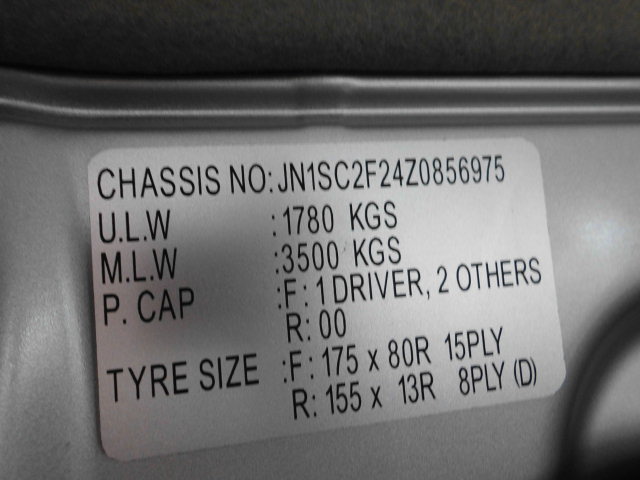 CHASSIS NO: JN1SC2F24Z0856975
U.L.W : 1780 KGS
M.L.W : 3500 KGS
P. CAP : F : 1 DRIVER, 2 OTHERS
R: 00
TYRE SIZE : F : 175 x 80R 15PLY
R: 155 x 13R 8PLY (D)